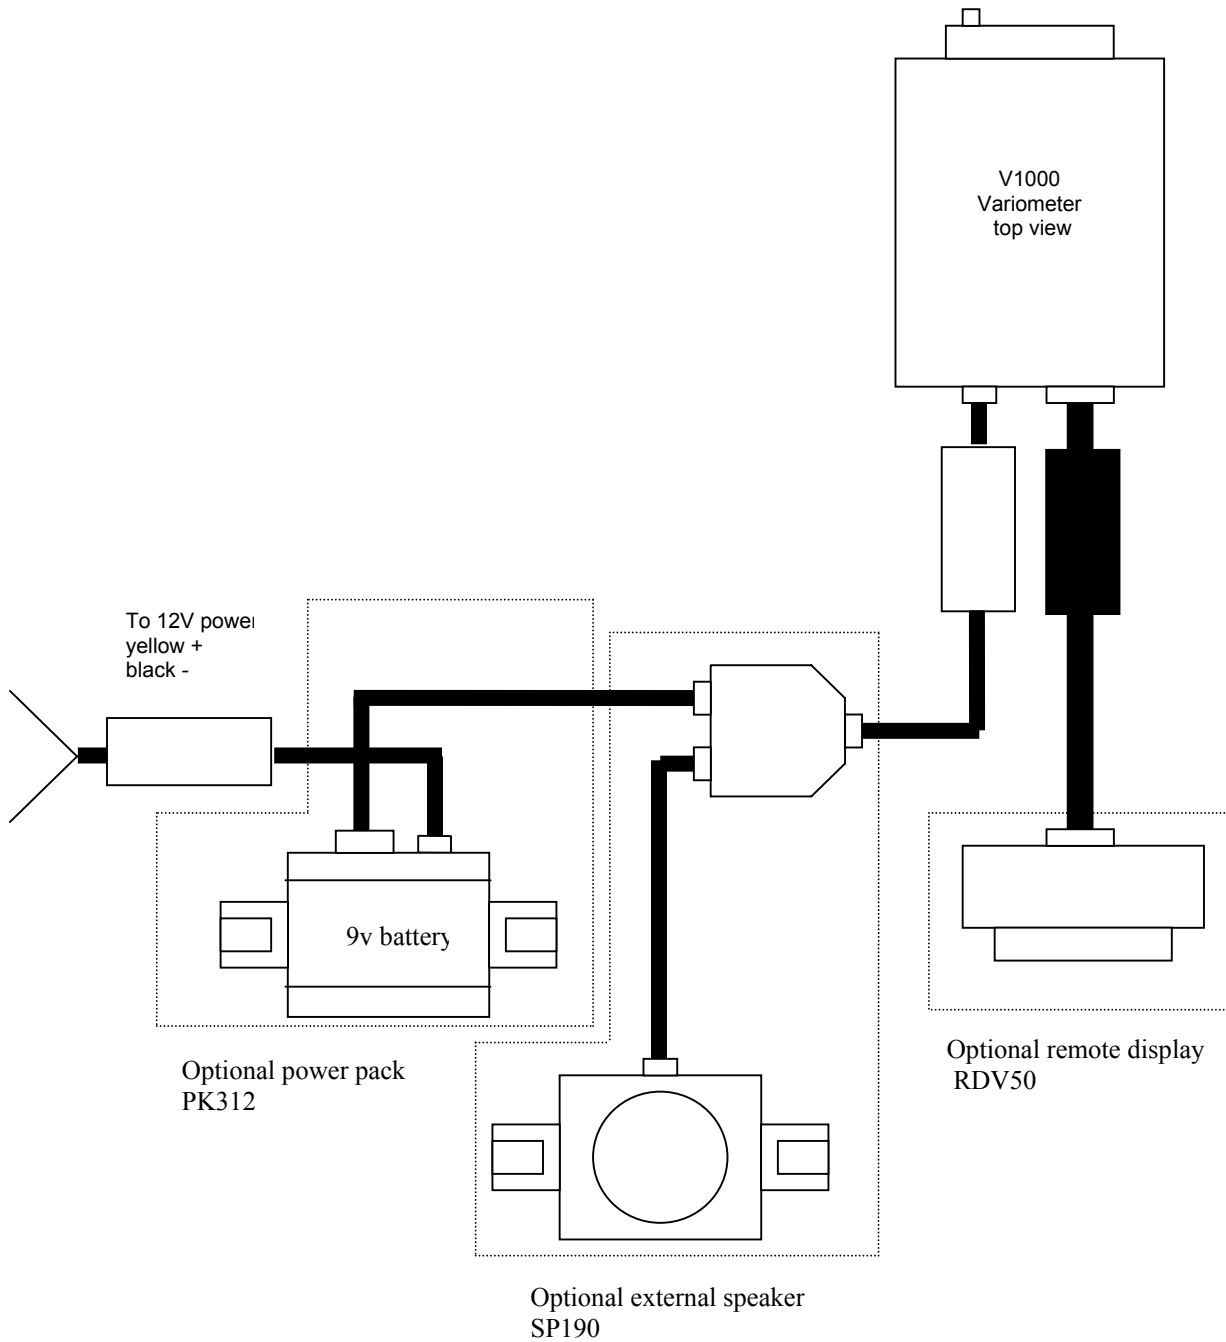 V1000
Variometer
top view
To 12V power
yellow +
black -
9v battery
Optional power pack
PK312
Optional remote display
RDV50
Optional external speaker
SP190